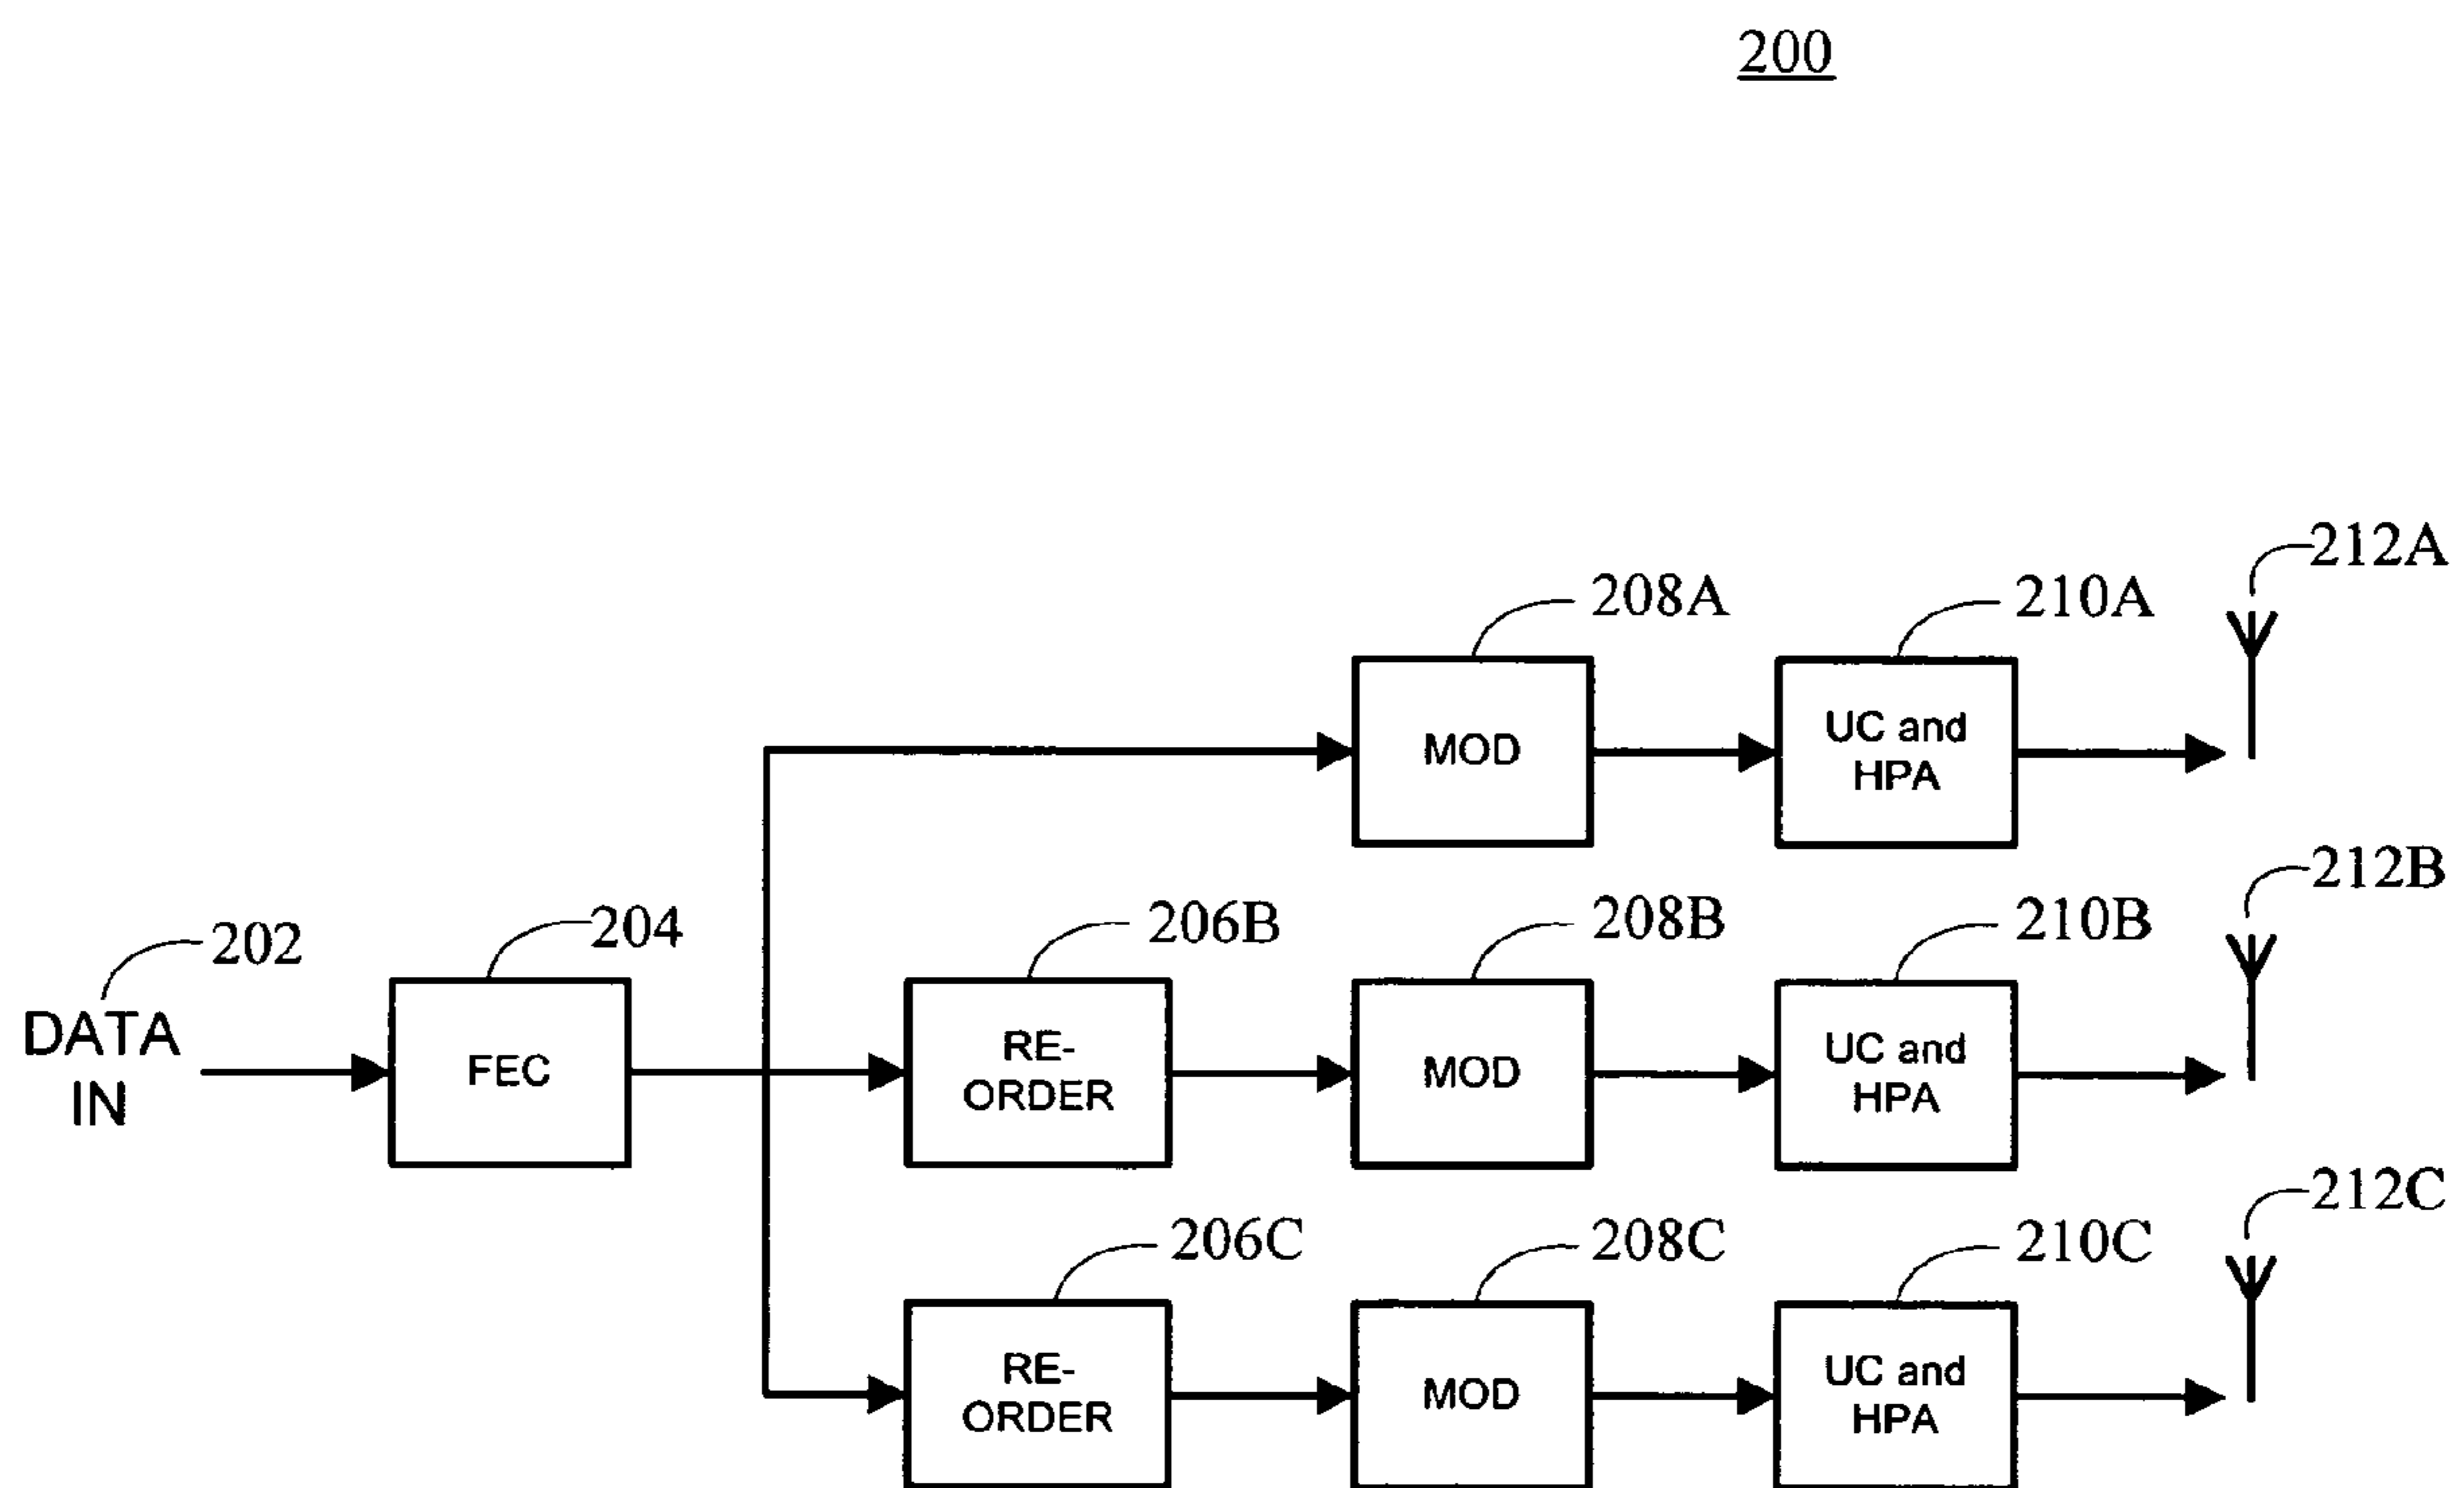 200
212A
208A
210A
MOD
UC and
HPA
212B
202
204
206B
208B
210B
DATA
IN
FEC
RE-
ORDER
MOD
UC and
HPA
212C
206C
208C
210C
RE-
ORDER
MOD
UC and
HPA